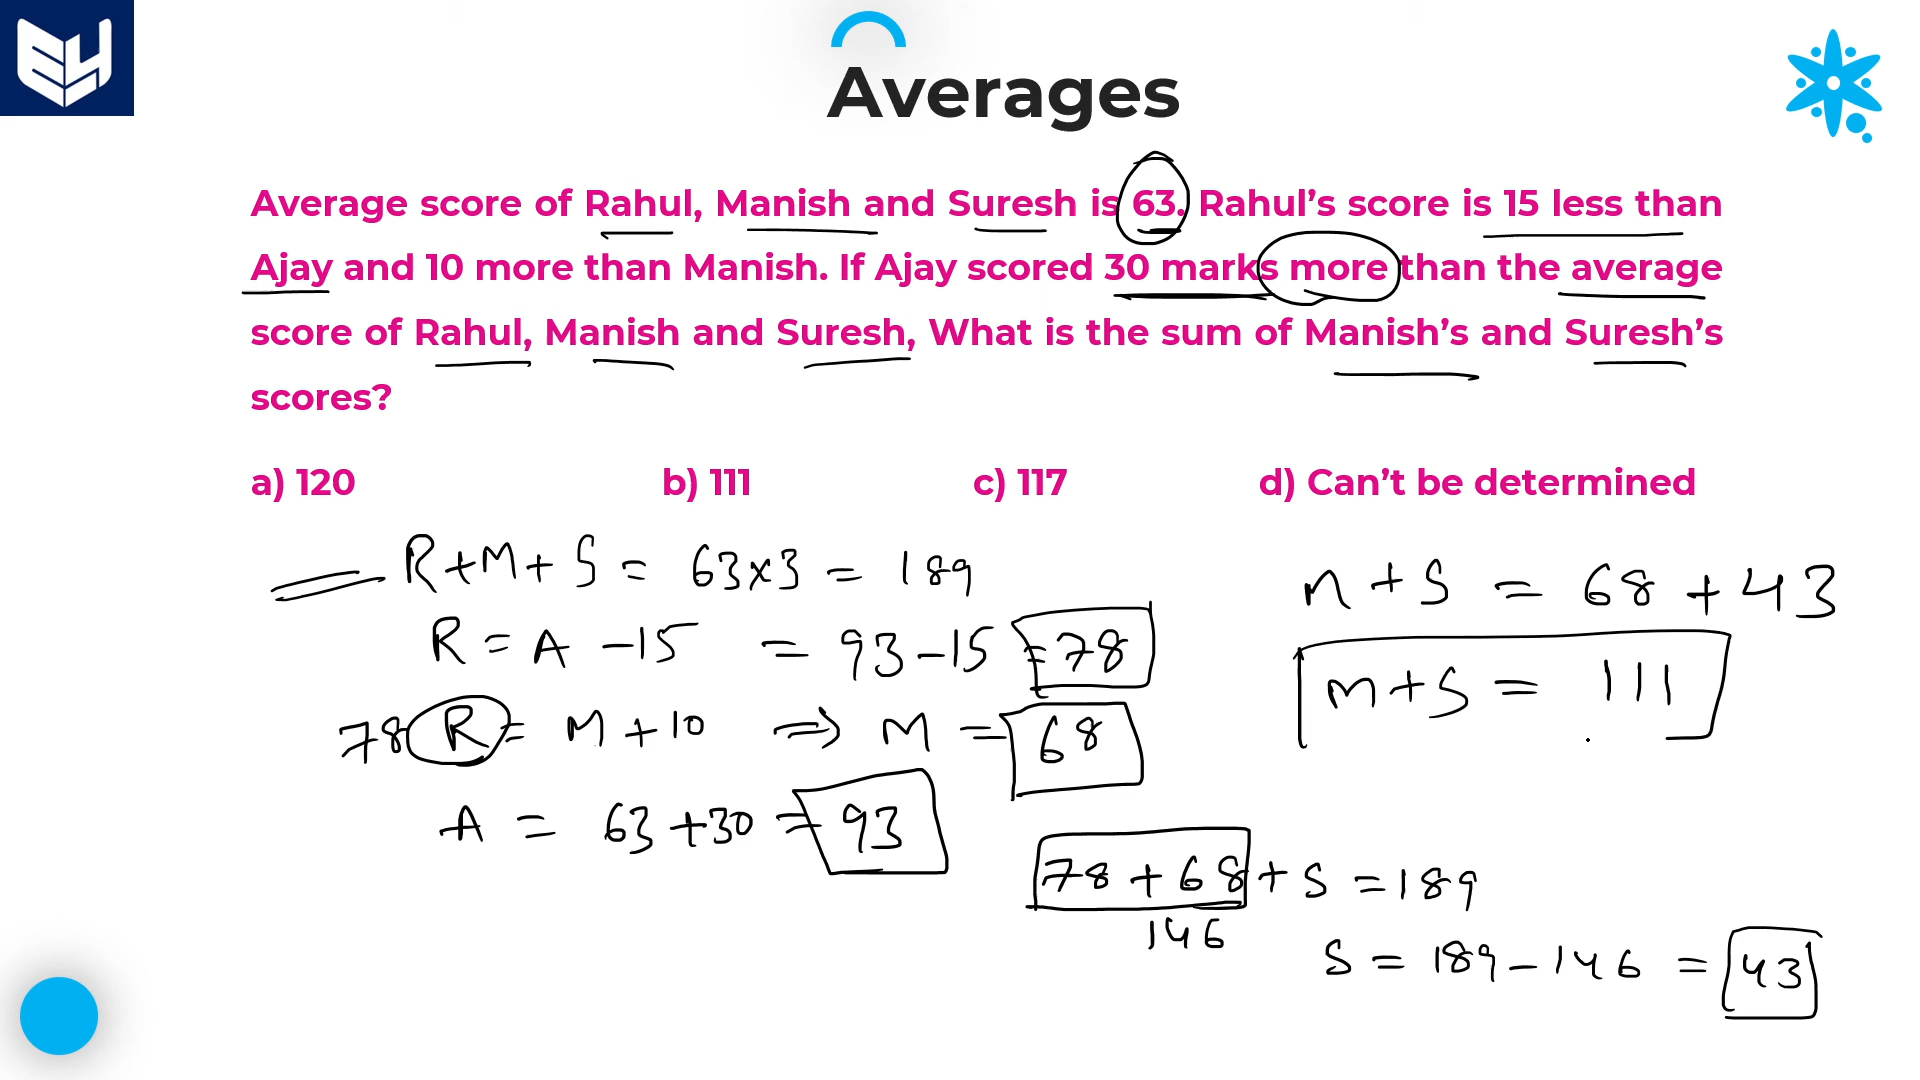 EY
Averages
Average score of Rahul, Manish and Suresh is 63. Rahul’s score is 15 less than
Ajay and 10 more than Manish. If Ajay scored 30 marks more than the average
score of Rahul, Manish and Suresh, What is the sum of Manish’s and Suresh’s
scores?
a) 120 b) 111 c) 117 d) Can’t be determined
R+M+S = 63x3 = 189
R = A -15 = 93-15 = 78
78 R = M+10 ⇒ M = 68
A = 63+30 = 93
M+S = 68+43
M+S = 111
78+68+S = 189
146
S = 189-146 = 43